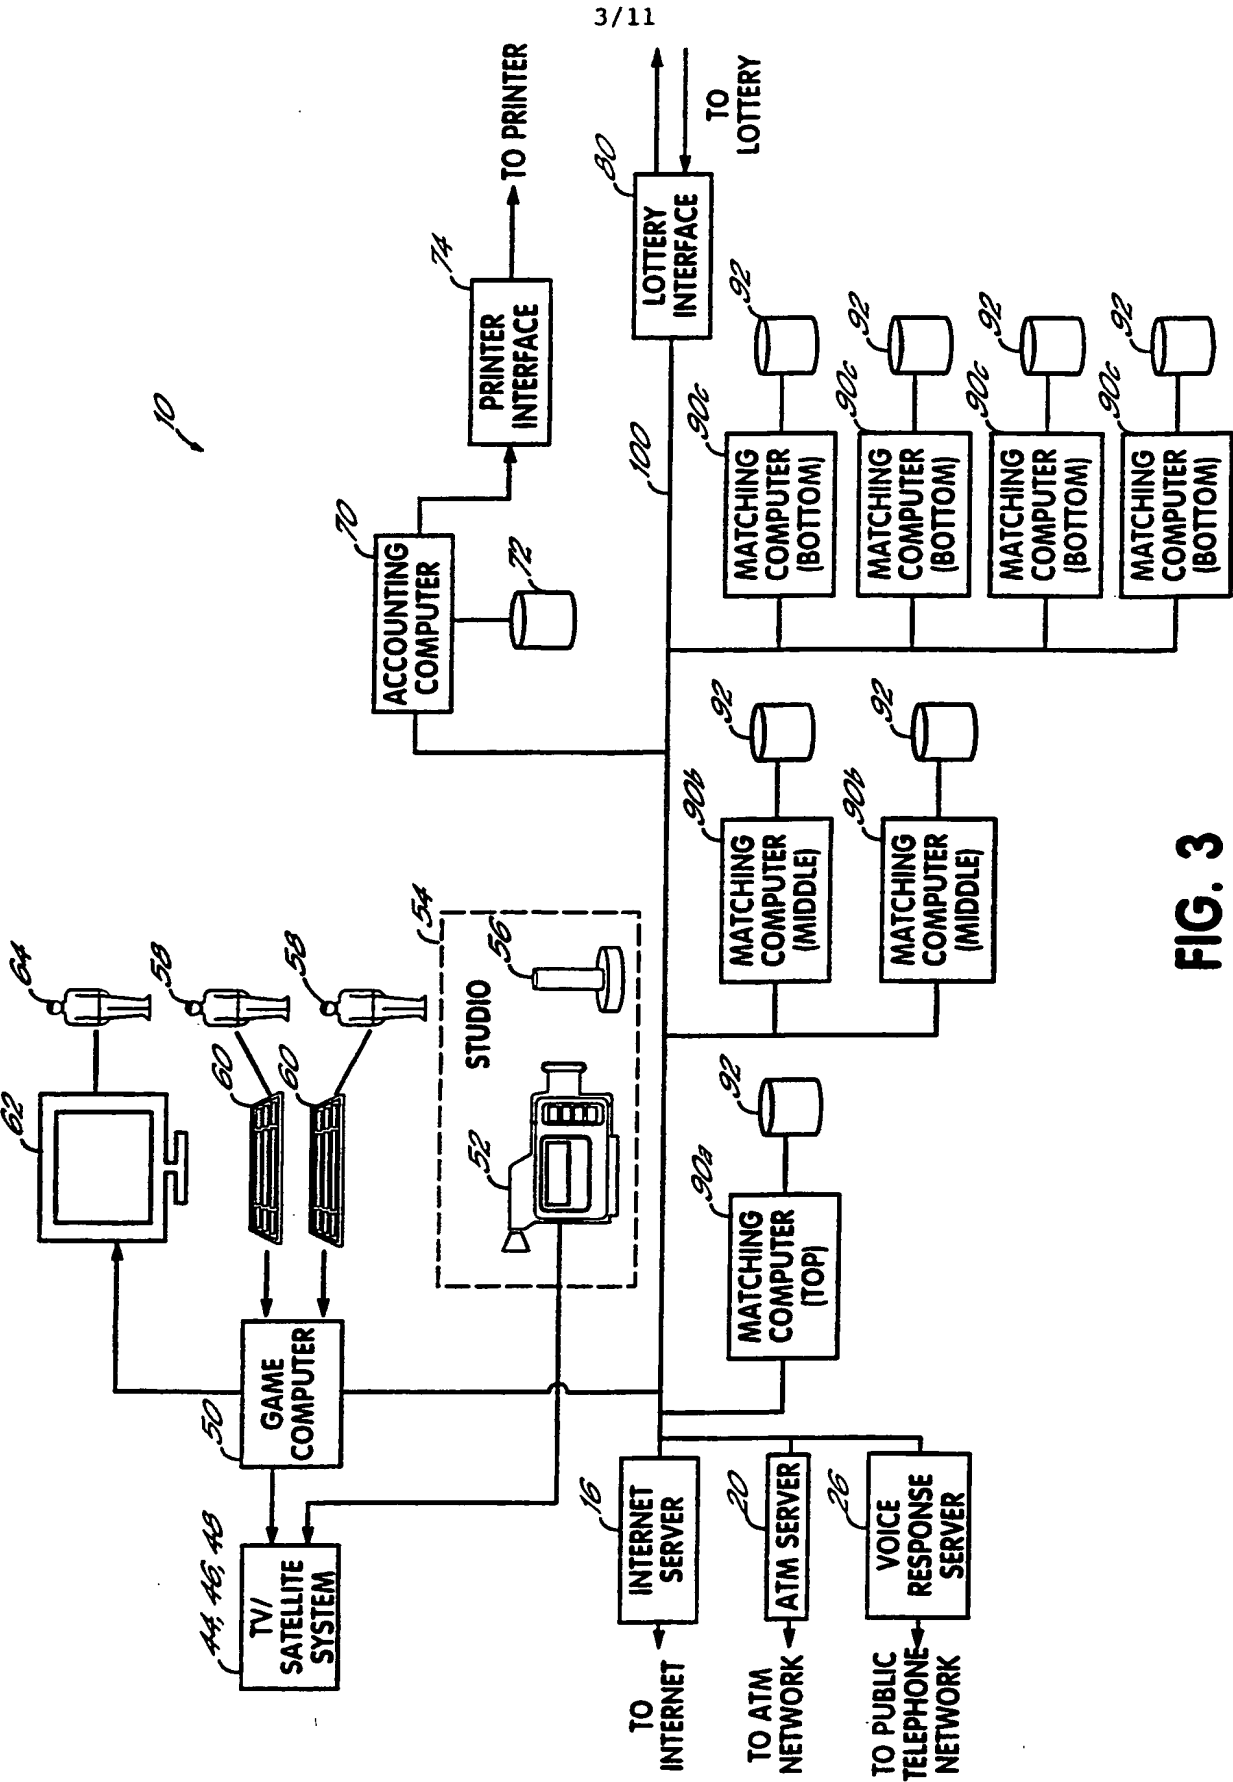 3/11
10
44, 46, 48
TV/
SATELLITE
SYSTEM
50
GAME
COMPUTER
62
64
60
58
60
58
54
STUDIO
52
56
70
ACCOUNTING
COMPUTER
72
74
PRINTER
INTERFACE
TO PRINTER
80
LOTTERY
INTERFACE
TO
LOTTERY
100
TO
INTERNET
16
INTERNET
SERVER
TO ATM
NETWORK
20
ATM SERVER
TO PUBLIC
TELEPHONE
NETWORK
26
VOICE
RESPONSE
SERVER
90a
MATCHING
COMPUTER
(TOP)
92
90b
MATCHING
COMPUTER
(MIDDLE)
92
90b
MATCHING
COMPUTER
(MIDDLE)
92
90c
MATCHING
COMPUTER
(BOTTOM)
92
90c
MATCHING
COMPUTER
(BOTTOM)
92
90c
MATCHING
COMPUTER
(BOTTOM)
92
90c
MATCHING
COMPUTER
(BOTTOM)
92
FIG. 3